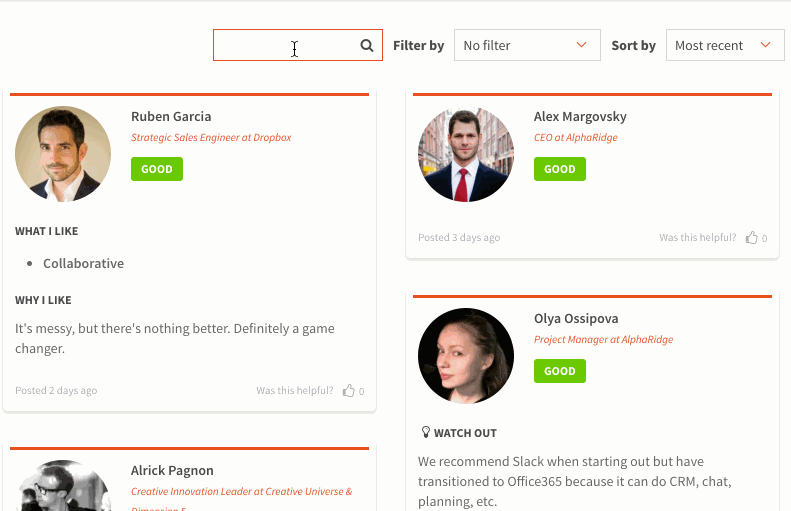 Filter by
No filter
Sort by
Most recent
Ruben Garcia
Strategic Sales Engineer at Dropbox
GOOD
WHAT I LIKE
• Collaborative
WHY I LIKE
It's messy, but there's nothing better. Definitely a game
changer.
Posted 2 days ago
Was this helpful?
0
Alrick Pagnon
Creative Innovation Leader at Creative Universe &
Dimension 5
Alex Margovsky
CEO at AlphaRidge
GOOD
Posted 3 days ago
Was this helpful?
0
Olya Ossipova
Project Manager at AlphaRidge
GOOD
WATCH OUT
We recommend Slack when starting out but have
transitioned to Office365 because it can do CRM, chat,
planning, etc.